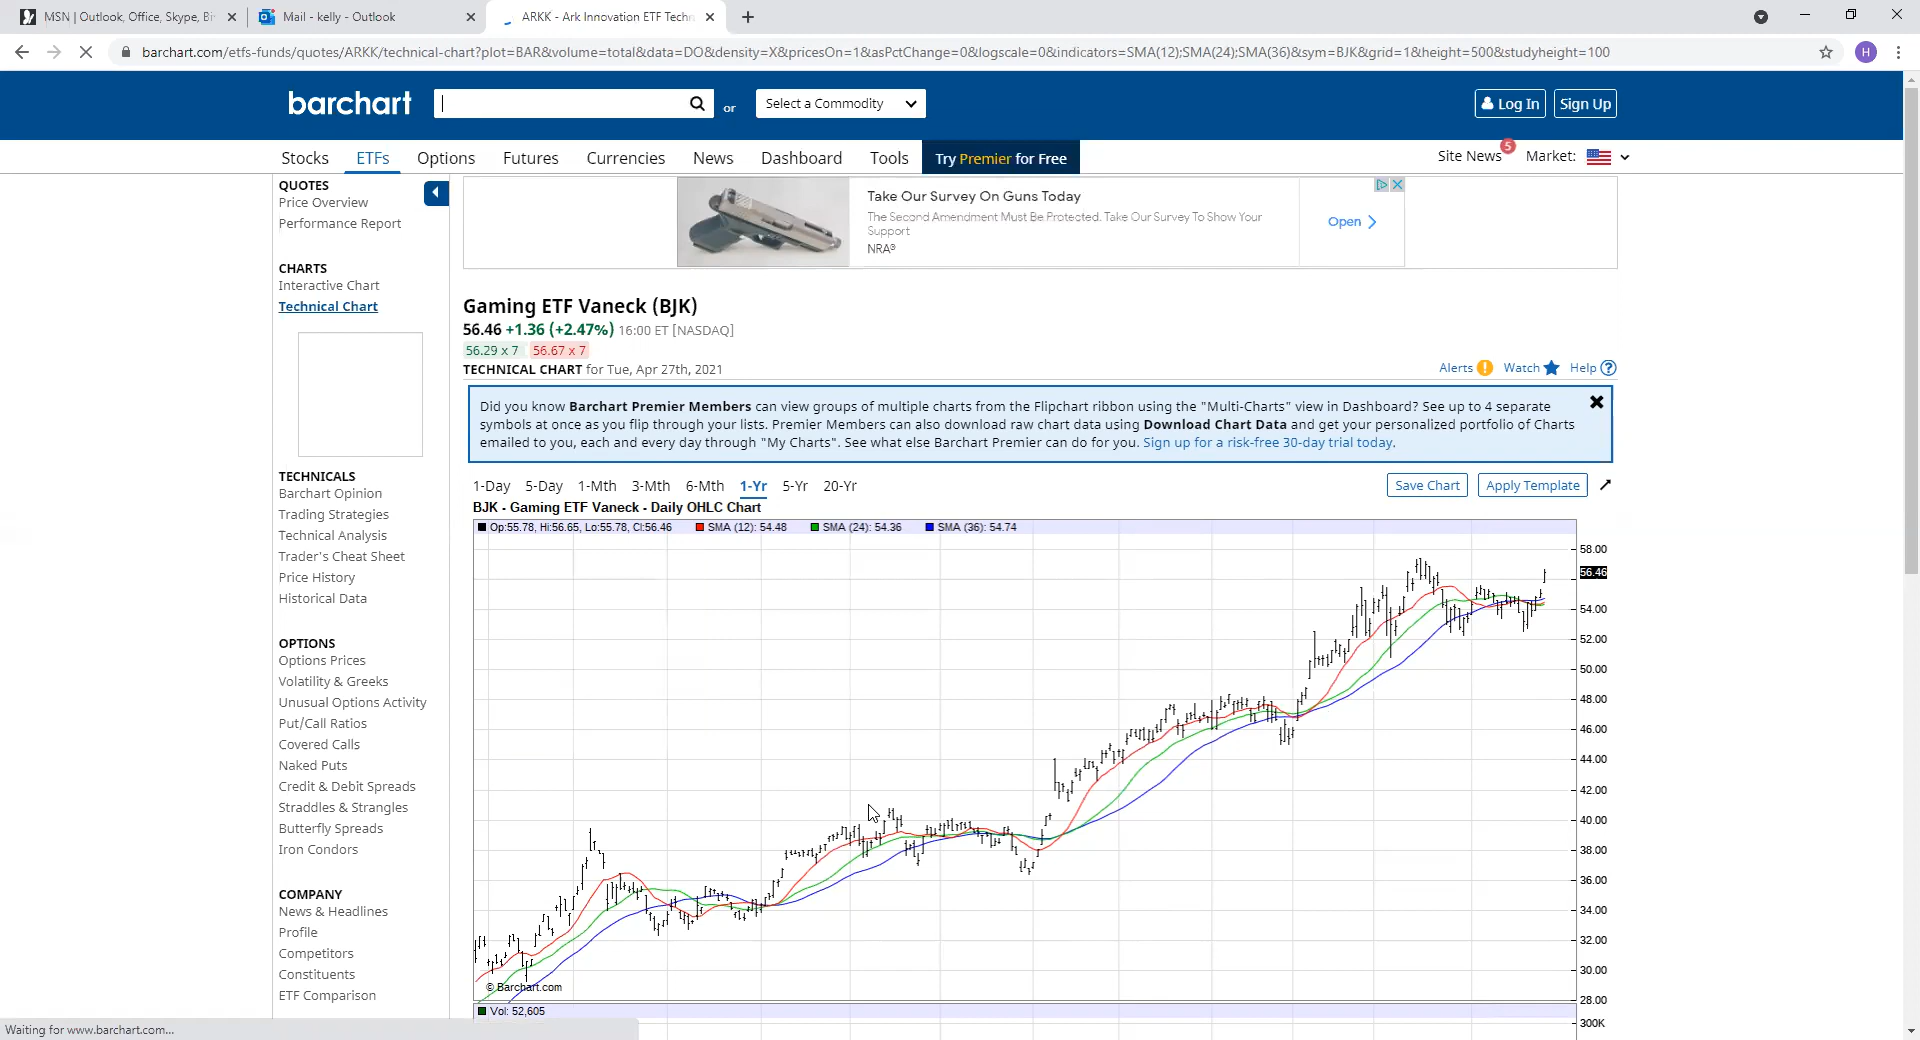 MSN | Outlook, Office, Skype, Bi
Mail - kelly - Outlook
ARKK - Ark Innovation ETF Techn
barchart.com/etfs-funds/quotes/ARKK/technical-chart?plot=BAR&volume=total&data=DO&density=X&pricesOn=1&asPctChange=0&logscale=0&indicators=SMA(12);SMA(24);SMA(36)&sym=BJK&grid=1&height=500&studyheight=100
H
barchart
or
Select a Commodity
Log In
Sign Up
Stocks
ETFs
Options
Futures
Currencies
News
Dashboard
Tools
Try Premier for Free
Site News
5
Market:
QUOTES
Price Overview
Performance Report
CHARTS
Interactive Chart
Technical Chart
TECHNICALS
Barchart Opinion
Trading Strategies
Technical Analysis
Trader's Cheat Sheet
Price History
Historical Data
OPTIONS
Options Prices
Volatility & Greeks
Unusual Options Activity
Put/Call Ratios
Covered Calls
Naked Puts
Credit & Debit Spreads
Straddles & Strangles
Butterfly Spreads
Iron Condors
COMPANY
News & Headlines
Profile
Competitors
Constituents
ETF Comparison
Take Our Survey On Guns Today
The Second Amendment Must Be Protected. Take Our Survey To Show Your
Support
NRA®
Open
Gaming ETF Vaneck (BJK)
56.46 +1.36 (+2.47%) 16:00 ET [NASDAQ]
56.29 x 7 56.67 x 7
TECHNICAL CHART for Tue, Apr 27th, 2021
Alerts
Watch
Help
Did you know Barchart Premier Members can view groups of multiple charts from the Flipchart ribbon using the "Multi-Charts" view in Dashboard? See up to 4 separate
symbols at once as you flip through your lists. Premier Members can also download raw chart data using Download Chart Data and get your personalized portfolio of Charts
emailed to you, each and every day through "My Charts". See what else Barchart Premier can do for you. Sign up for a risk-free 30-day trial today.
1-Day 5-Day 1-Mth 3-Mth 6-Mth 1-Yr 5-Yr 20-Yr
Save Chart
Apply Template
BJK - Gaming ETF Vaneck - Daily OHLC Chart
Op:55.78, Hi:56.65, Lo:55.78, Cl:56.46 SMA (12): 54.48 SMA (24): 54.36 SMA (36): 54.74
58.00
56.46
54.00
52.00
50.00
48.00
46.00
44.00
42.00
40.00
38.00
36.00
34.00
32.00
30.00
28.00
© Barchart.com
Vol: 52,605
300K
Waiting for www.barchart.com...